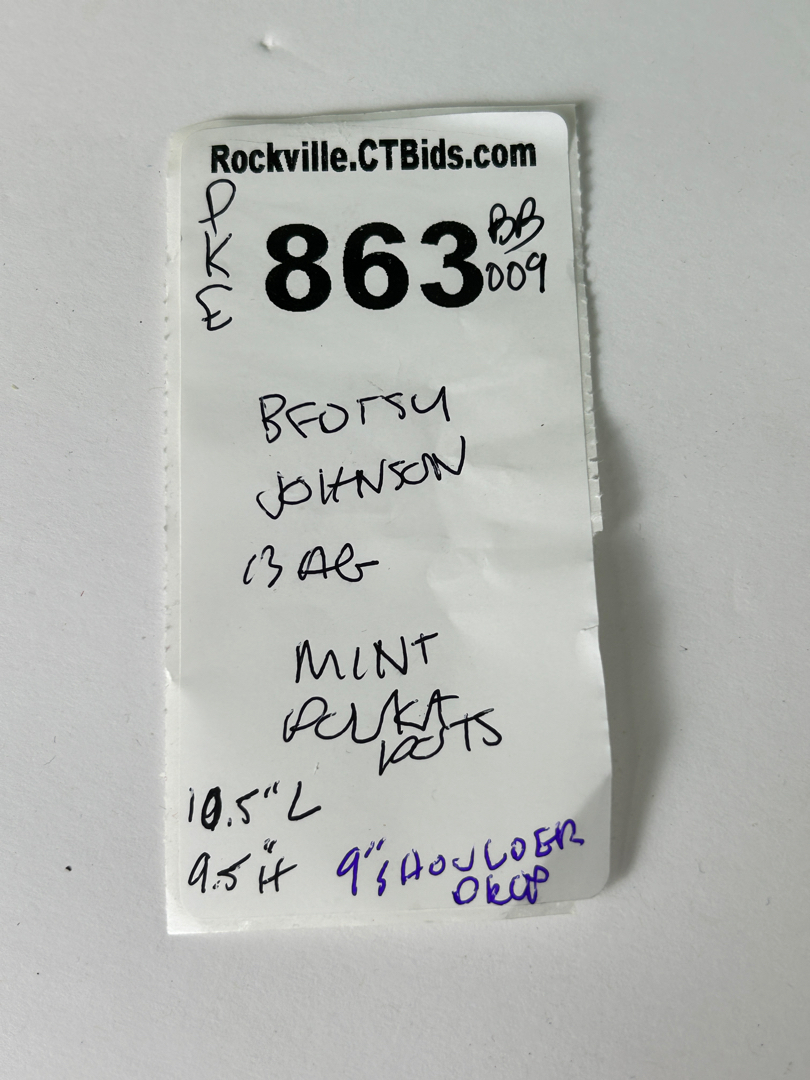 Rockville.CTBids.com
PKE
863
BB
009
BEOTSY
JOHNSON
BAG
MINT
POLKA
DOTS
10.5" L
9.5" H
9" SHOULDER
DROP